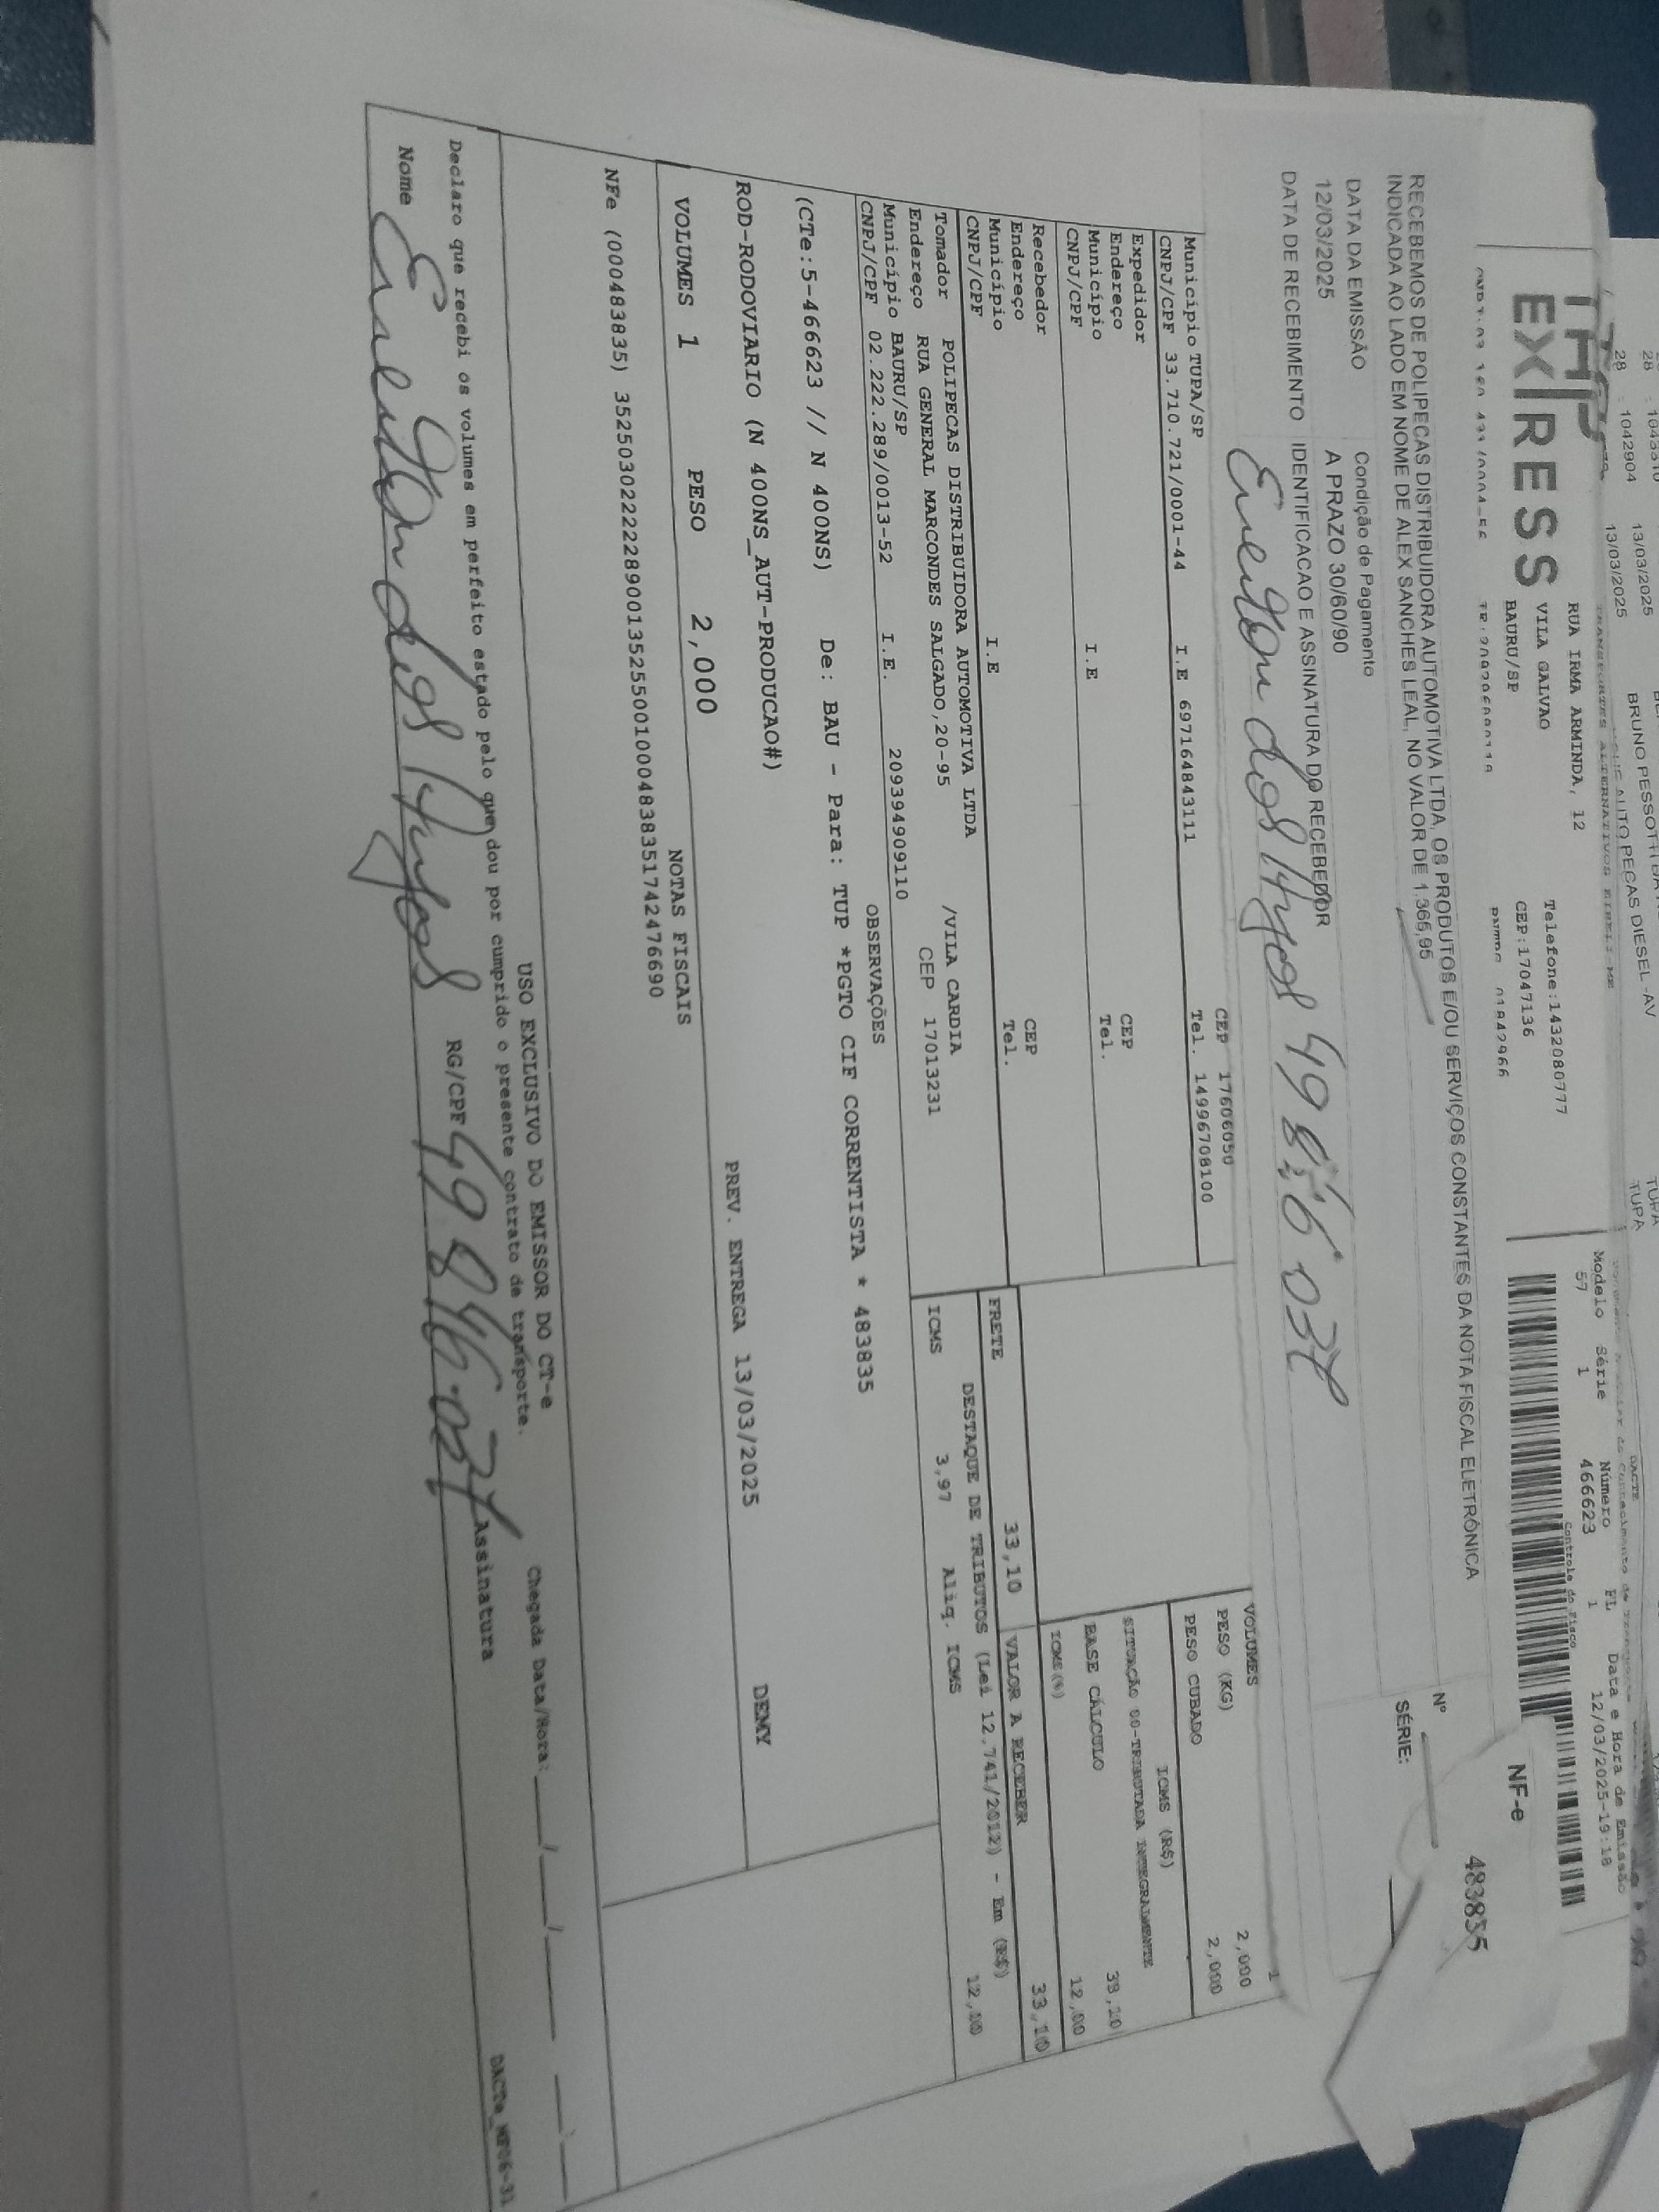 28 1042904 13/03/2025
BRUNO PESSOTTI
TUPA
TUPA
EXPRESS
RUA IRMA ARMINDA, 12
VILA GALVAO
BAURU/SP
Telefone:1432080777
CEP:17047136
DACTE
Modelo Série Número FL Data e Hora de Emissão
57 1 466623 1 12/03/2025-19:18
Controle do Fisco
RECEBEMOS DE POLIPECAS DISTRIBUIDORA AUTOMOTIVA LTDA, OS PRODUTOS E/OU SERVIÇOS CONSTANTES DA NOTA FISCAL ELETRÔNICA
INDICADA AO LADO EM NOME DE ALEX SANCHES LEAL, NO VALOR DE 1.365,95
NF-e
Nº 483835
SÉRIE:
DATA DA EMISSÃO Condição de Pagamento
12/03/2025 A PRAZO 30/60/90
DATA DE RECEBIMENTO IDENTIFICACAO E ASSINATURA DO RECEBEDOR
VOLUMES 1
PESO (KG) 2,000
PESO CUBADO 2,000
Município TUPA/SP CEP 17606050
CNPJ/CPF 33.710.721/0001-44 I.E 697164843111 Tel. 14996708100
ICMS (R$)
SITUAÇÃO 00-TRIBUTADA INTEGRALMENTE
BASE CÁLCULO 33,10
ICMS(%) 12,00
Expedidor
Endereço CEP
Município Tel.
CNPJ/CPF I.E
Recebedor
Endereço CEP
Município Tel.
CNPJ/CPF I.E
FRETE 33,10 VALOR A RECEBER 33,10
Tomador POLIPECAS DISTRIBUIDORA AUTOMOTIVA LTDA
Endereço RUA GENERAL MARCONDES SALGADO,20-95 /VILA CARDIA
Município BAURU/SP CEP 17013231
CNPJ/CPF 02.222.289/0013-52 I.E. 209394909110
DESTAQUE DE TRIBUTOS (Lei 12.741/2012) - Em (R$)
ICMS 3,97 Aliq. ICMS 12,00
OBSERVAÇÕES
(CTe:5-466623 // N 400NS) De: BAU - Para: TUP *PGTO CIF CORRENTISTA * 483835
ROD-RODOVIARIO (N 400NS_AUT-PRODUCAO#)
PREV. ENTREGA 13/03/2025 DEMY
VOLUMES 1 PESO 2,000
NOTAS FISCAIS
NFe (000483835) 35250302222289001352550010004838351742476690
USO EXCLUSIVO DO EMISSOR DO CT-e
Declaro que recebi os volumes em perfeito estado pelo que dou por cumprido o presente contrato de transporte.
Chegada Data/Hora: ___/___/___ __:__
Nome RG/CPF Assinatura